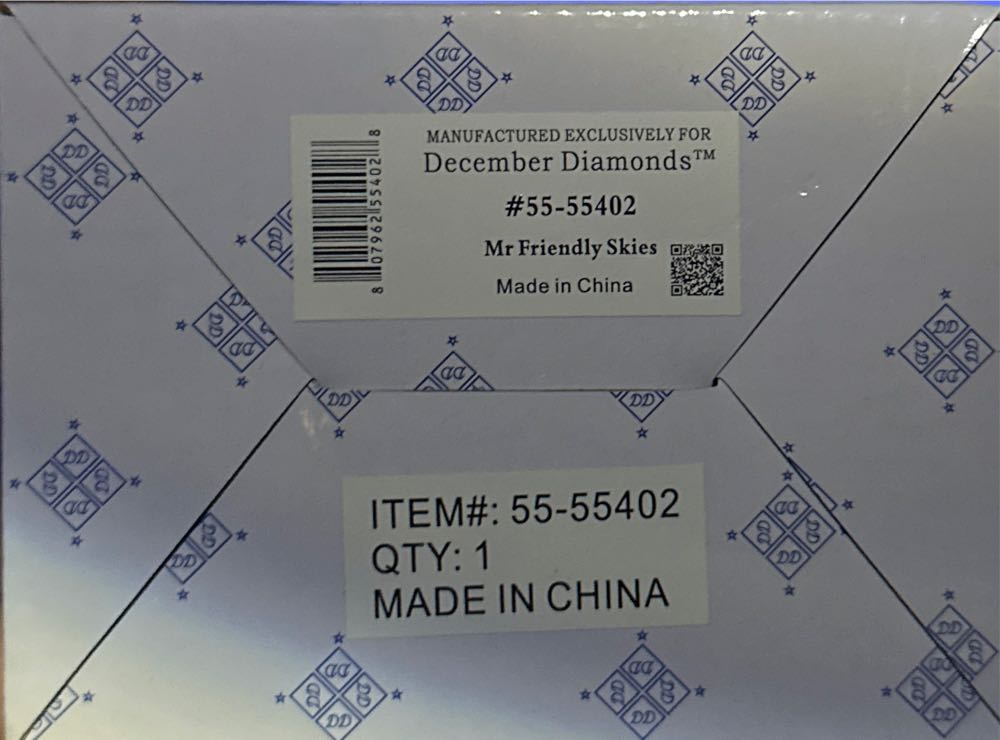 MANUFACTURED EXCLUSIVELY FOR
December Diamonds™
#55-55402
Mr Friendly Skies
Made in China
8 07962 55402 8
ITEM#: 55-55402
QTY: 1
MADE IN CHINA
DD